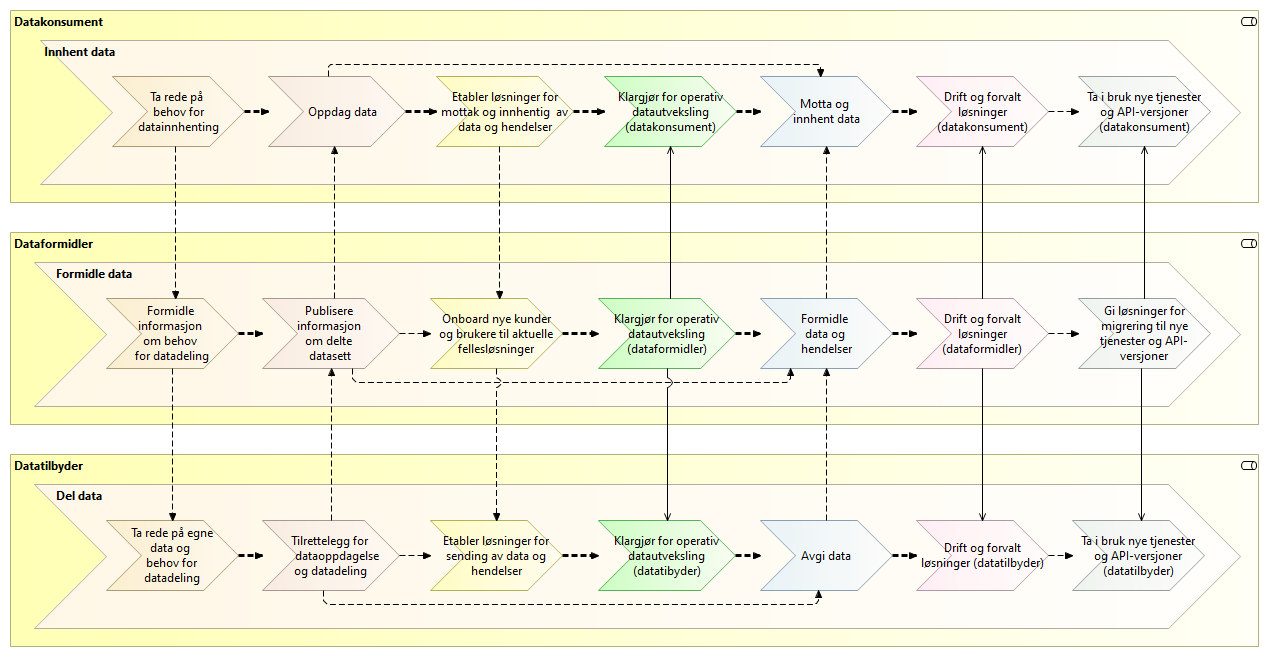 Datakonsument
Innhent data
Ta rede på
behov for
datainnhenting
Oppdag data
Etabler løsninger for
mottak og innhentig av
data og hendelser
Klargjør for operativ
datautveksling
(datakonsument)
Motta og
innhent data
Drift og forvalt
løsninger
(datakonsument)
Ta i bruk nye tjenester
og API-versjoner
(datakonsument)
Dataformidler
Formidle data
Formidle
informasjon
om behov
for datadeling
Publisere
informasjon
om delte
datasett
Onboard nye kunder
og brukere til aktuelle
fellesløsninger
Klargjør for operativ
datautveksling
(dataformidler)
Formidle
data og
hendelser
Drift og forvalt
løsninger
(dataformidler)
Gi løsninger for
migrering til nye
tjenester og API-
versjoner
Datatilbyder
Del data
Ta rede på egne
data og
behov for
datadeling
Tilrettelegg for
dataoppdagelse
og datadeling
Etabler løsninger for
sending av data og
hendelser
Klargjør for operativ
datautveksling
(datatibyder)
Avgi data
Drift og forvalt
løsninger (datatilbyder)
Ta i bruk nye tjenester
og API-versjoner
(datatilbyder)